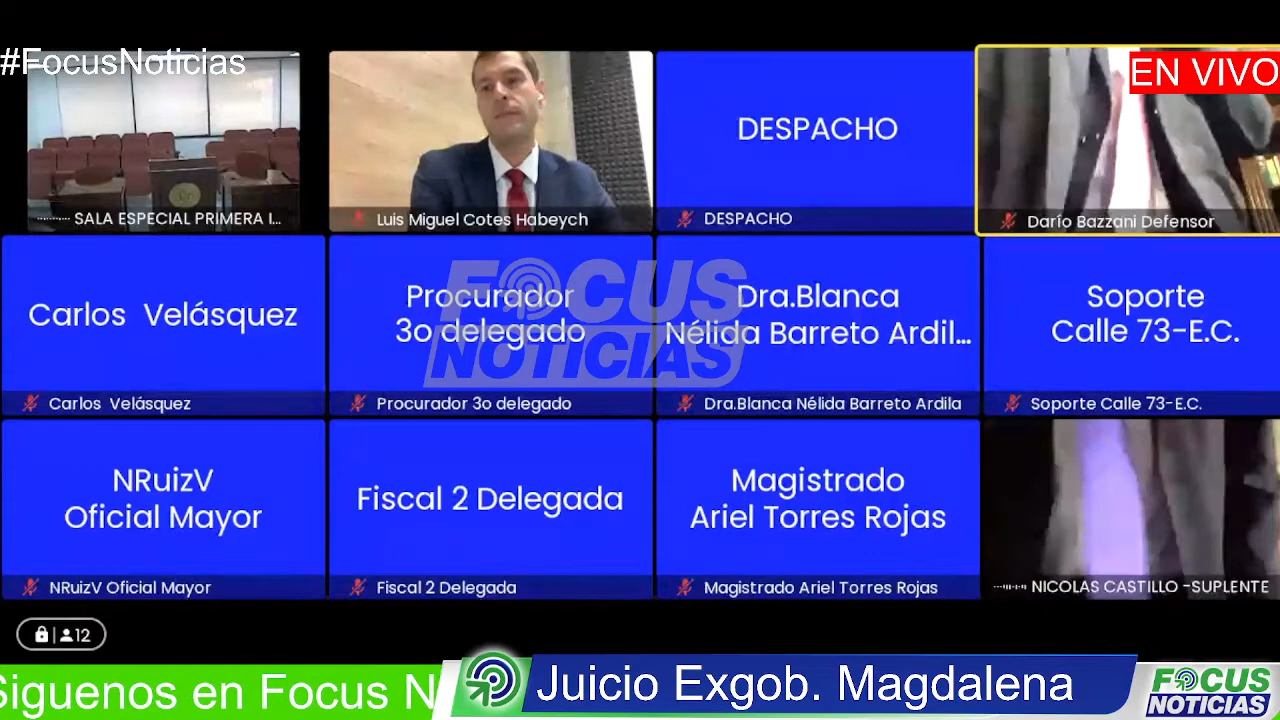 #FocusNoticias
EN VIVO
SALA ESPECIAL PRIMERA I...
Luis Miguel Cotes Habeych
DESPACHO
DESPACHO
Darío Bazzani Defensor
Carlos Velásquez
Carlos Velásquez
Procurador
3o delegado
Procurador 3o delegado
Dra.Blanca
Nélida Barreto Ardil...
Dra.Blanca Nélida Barreto Ardila
Soporte
Calle 73-E.C.
Soporte Calle 73-E.C.
FOCUS
NOTICIAS
NRuizV
Oficial Mayor
NRuizV Oficial Mayor
Fiscal 2 Delegada
Fiscal 2 Delegada
Magistrado
Ariel Torres Rojas
Magistrado Ariel Torres Rojas
NICOLAS CASTILLO -SUPLENTE
12
Siguenos en Focus N
Juicio Exgob. Magdalena
FOCUS
NOTICIAS